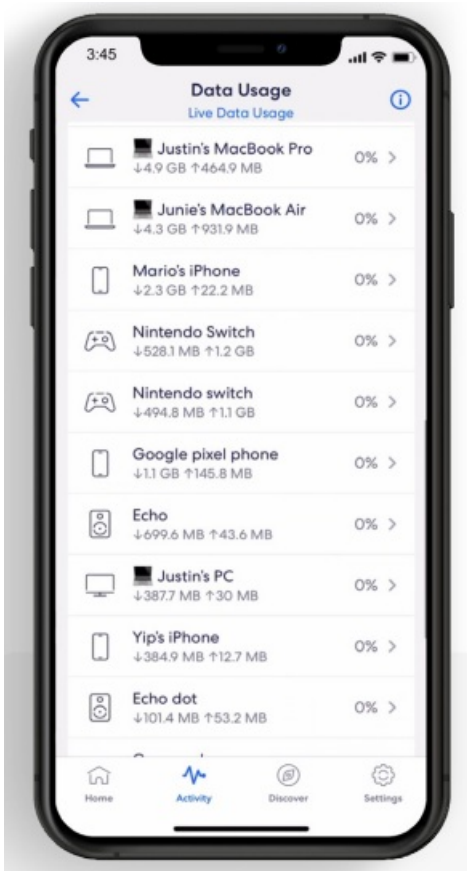 3:45
Data Usage
Live Data Usage
Justin's MacBook Pro
↓4.9 GB ↑464.9 MB
0% >
Junie's MacBook Air
↓4.3 GB ↑931.9 MB
0% >
Mario's iPhone
↓2.3 GB ↑22.2 MB
0% >
Nintendo Switch
↓528.1 MB ↑1.2 GB
0% >
Nintendo switch
↓494.8 MB ↑1.1 GB
0% >
Google pixel phone
↓1.1 GB ↑145.8 MB
0% >
Echo
↓699.6 MB ↑43.6 MB
0% >
Justin's PC
↓387.7 MB ↑30 MB
0% >
Yip's iPhone
↓384.9 MB ↑12.7 MB
0% >
Echo dot
↓101.4 MB ↑53.2 MB
0% >
Home
Activity
Discover
Settings